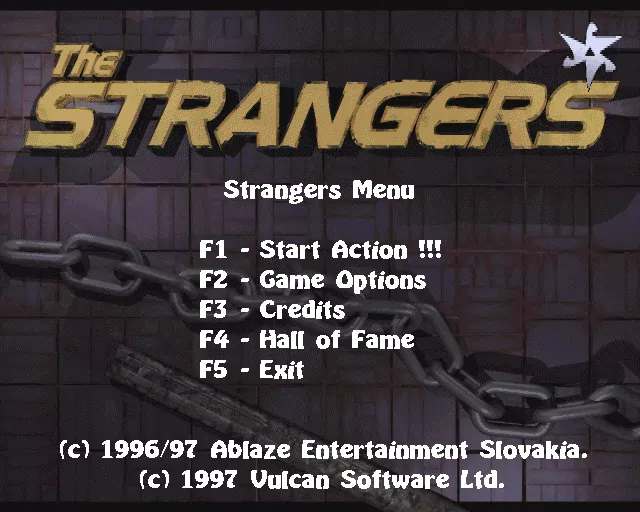 The
STRANGERS
Strangers Menu
F1 - Start Action !!!
F2 - Game Options
F3 - Credits
F4 - Hall of Fame
F5 - Exit
(c) 1996/97 Ablaze Entertainment Slovakia.
(c) 1997 Vulcan Software Ltd.